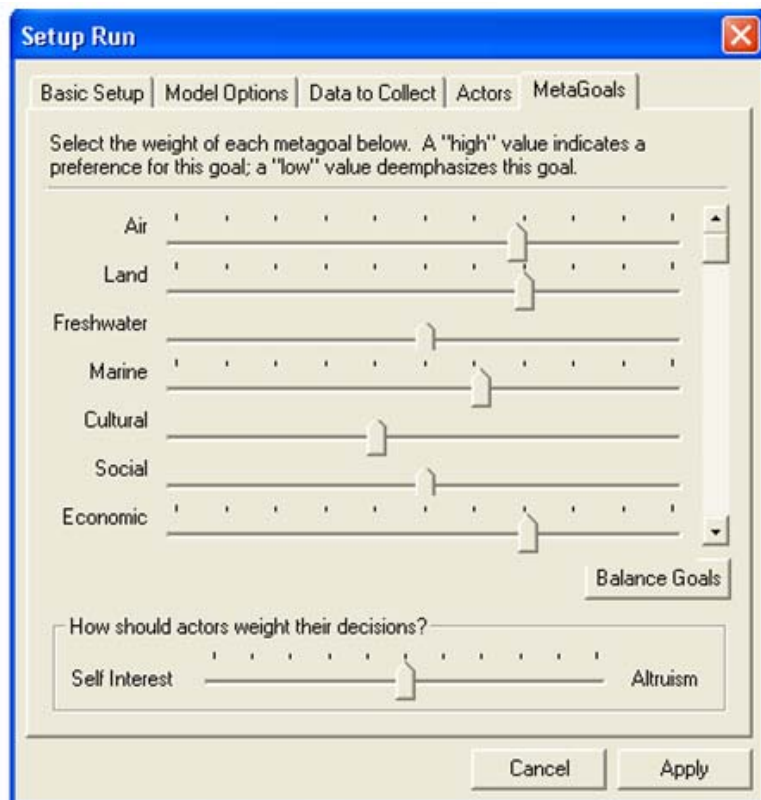 Setup Run
Basic Setup Model Options Data to Collect Actors MetaGoals
Select the weight of each metagoal below. A "high" value indicates a
preference for this goal; a "low" value deemphasizes this goal.
Air
Land
Freshwater
Marine
Cultural
Social
Economic
Balance Goals
How should actors weight their decisions?
Self Interest Altruism
Cancel Apply